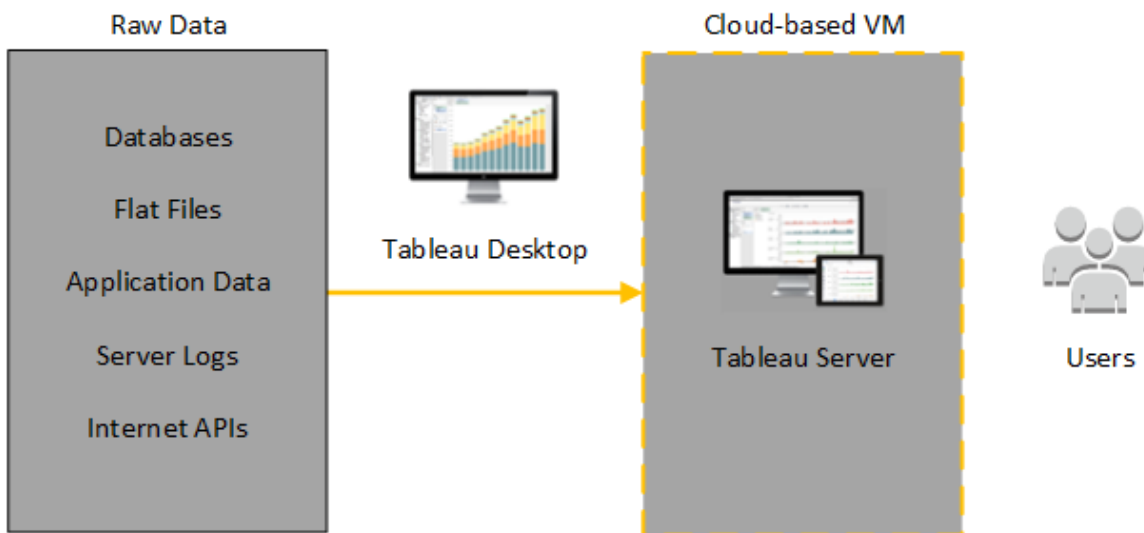 Raw Data
Cloud-based VM
Databases
Flat Files
Application Data
Server Logs
Internet APIs
Tableau Desktop
Tableau Server
Users